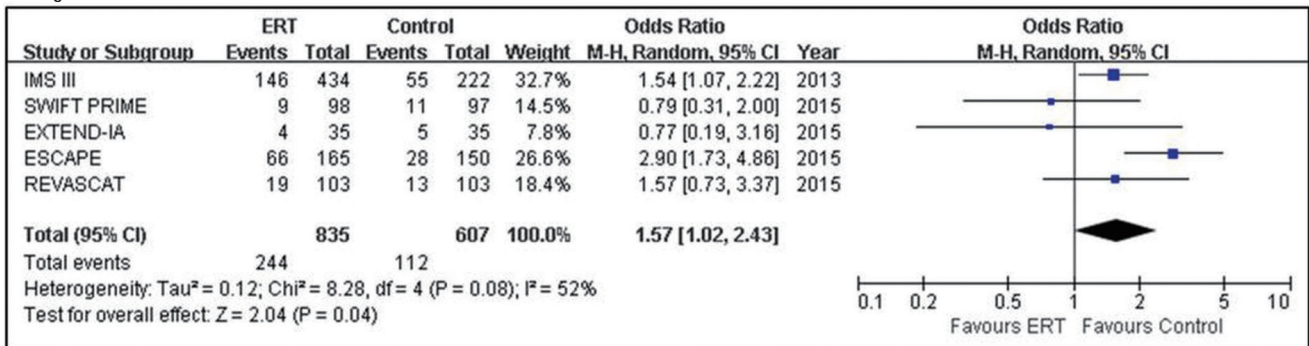 ERT Control Odds Ratio Odds Ratio
Study or Subgroup Events Total Events Total Weight M-H, Random, 95% CI Year M-H, Random, 95% CI
IMS III 146 434 55 222 32.7% 1.54 [1.07, 2.22] 2013
SWIFT PRIME 9 98 11 97 14.5% 0.79 [0.31, 2.00] 2015
EXTEND-IA 4 35 5 35 7.8% 0.77 [0.19, 3.16] 2015
ESCAPE 66 165 28 150 26.6% 2.90 [1.73, 4.86] 2015
REVASCAT 19 103 13 103 18.4% 1.57 [0.73, 3.37] 2015
Total (95% CI) 835 607 100.0% 1.57 [1.02, 2.43]
Total events 244 112
Heterogeneity: Tau² = 0.12; Chi² = 8.28, df = 4 (P = 0.08); I² = 52%
Test for overall effect: Z = 2.04 (P = 0.04)
0.1 0.2 0.5 1 2 5 10
Favours ERT Favours Control